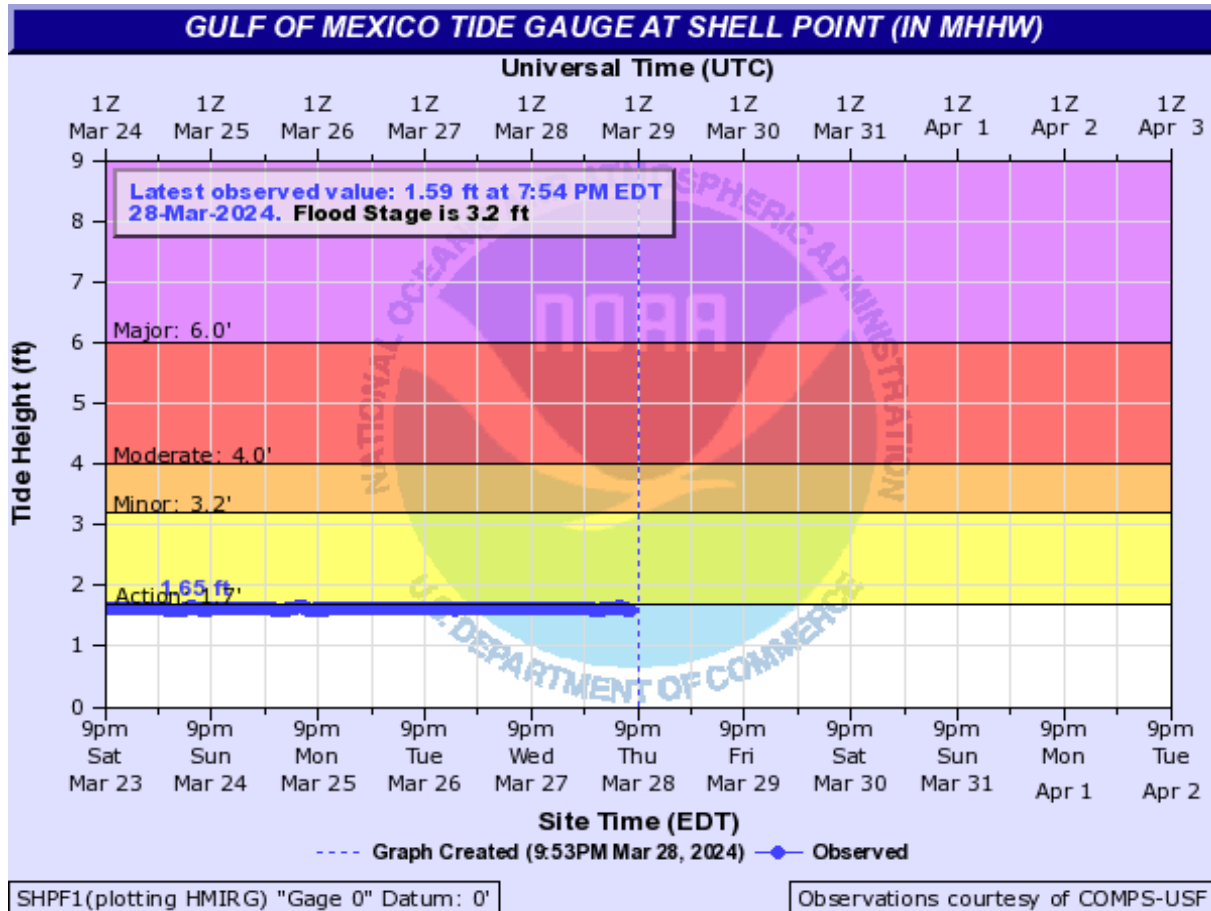 GULF OF MEXICO TIDE GAUGE AT SHELL POINT (IN MHHW)
Universal Time (UTC)
1Z 1Z 1Z 1Z 1Z 1Z 1Z 1Z 1Z 1Z 1Z
Mar 24 Mar 25 Mar 26 Mar 27 Mar 28 Mar 29 Mar 30 Mar 31 Apr 1 Apr 2 Apr 3
Latest observed value: 1.59 ft at 7:54 PM EDT
28-Mar-2024. Flood Stage is 3.2 ft
9
8
7
6
5
4
3
2
1
0
Tide Height (ft)
Major: 6.0'
Moderate: 4.0'
Minor: 3.2'
1.65 ft
Action: 1.7'
NATIONAL OCEANIC AND ATMOSPHERIC ADMINISTRATION
NOAA
U.S. DEPARTMENT OF COMMERCE
9pm 9pm 9pm 9pm 9pm 9pm 9pm 9pm 9pm 9pm 9pm
Sat Sun Mon Tue Wed Thu Fri Sat Sun Mon Tue
Mar 23 Mar 24 Mar 25 Mar 26 Mar 27 Mar 28 Mar 29 Mar 30 Mar 31 Apr 1 Apr 2
Site Time (EDT)
Graph Created (9:53PM Mar 28, 2024) Observed
SHPF1(plotting HMIRG) "Gage 0" Datum: 0'
Observations courtesy of COMPS-USF